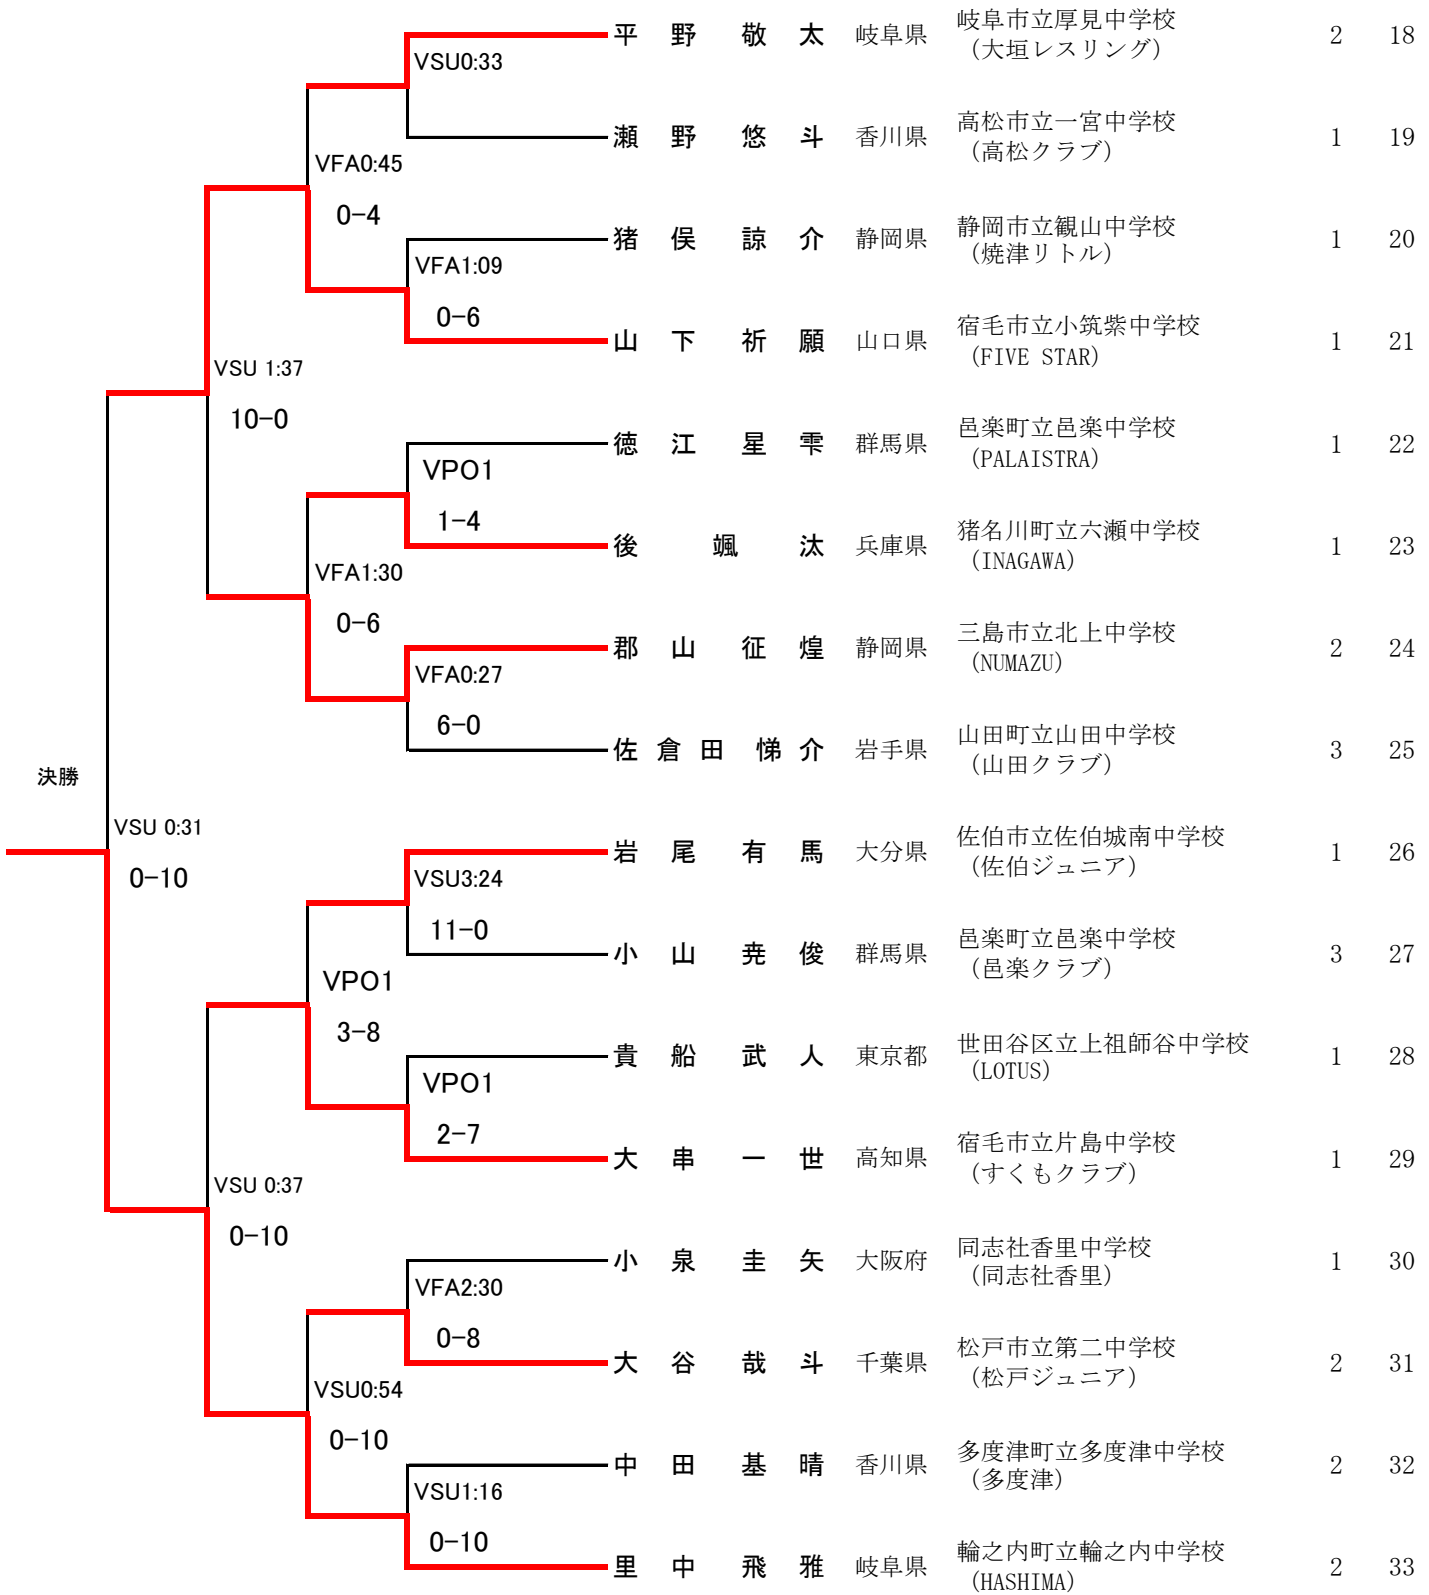 平野 敬太 岐阜県 岐阜市立厚見中学校 2 18
(大垣レスリング)
VSU0:33
瀬野 悠斗 香川県 高松市立一宮中学校 1 19
(高松クラブ)
VFA0:45
0-4
猪俣 諒介 静岡県 静岡市立観山中学校 1 20
(焼津リトル)
VFA1:09
0-6
山下 祈願 山口県 宿毛市立小筑紫中学校 1 21
(FIVE STAR)
VSU 1:37
10-0
徳江 星雫 群馬県 邑楽町立邑楽中学校 1 22
(PALAISTRA)
VPO1
1-4
後 颯汰 兵庫県 猪名川町立六瀬中学校 1 23
(INAGAWA)
VFA1:30
0-6
郡山 征煌 静岡県 三島市立北上中学校 2 24
(NUMAZU)
VFA0:27
6-0
佐倉田 悌介 岩手県 山田町立山田中学校 3 25
(山田クラブ)
決勝
VSU 0:31
0-10
岩尾 有馬 大分県 佐伯市立佐伯城南中学校 1 26
(佐伯ジュニア)
VSU3:24
11-0
小山 尭俊 群馬県 邑楽町立邑楽中学校 3 27
(邑楽クラブ)
VPO1
3-8
貴船 武人 東京都 世田谷区立上祖師谷中学校 1 28
(LOTUS)
VPO1
2-7
大串 一世 高知県 宿毛市立片島中学校 1 29
(すくもクラブ)
VSU 0:37
0-10
小泉 圭矢 大阪府 同志社香里中学校 1 30
(同志社香里)
VFA2:30
0-8
大谷 哉斗 千葉県 松戸市立第二中学校 2 31
(松戸ジュニア)
VSU0:54
0-10
中田 基晴 香川県 多度津町立多度津中学校 2 32
(多度津)
VSU1:16
0-10
里中 飛雅 岐阜県 輪之内町立輪之内中学校 2 33
(HASHIMA)